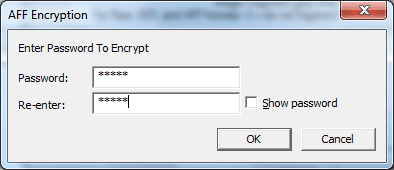 AFF Encryption
Enter Password To Encrypt
Password: *****
Re-enter: ***** Show password
OK Cancel